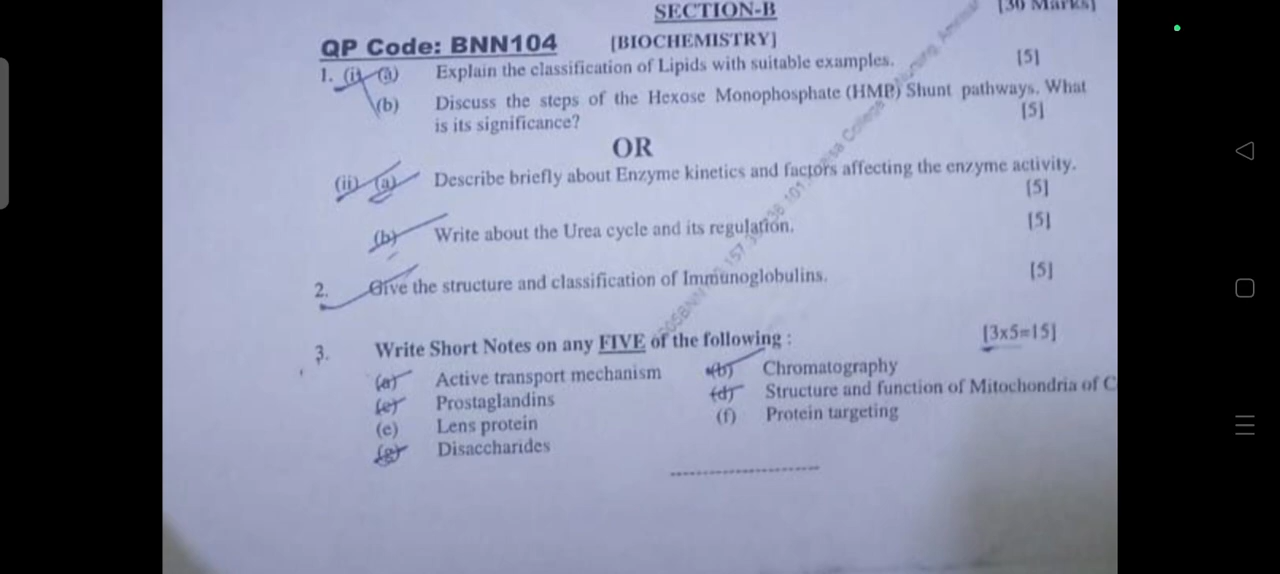 SECTION-B
[30 Marks]
QP Code: BNN104 [BIOCHEMISTRY]
1. (i) (a) Explain the classification of Lipids with suitable examples. [5]
(b) Discuss the steps of the Hexose Monophosphate (HMP) Shunt pathways. What
is its significance? [5]
OR
(ii) (a) Describe briefly about Enzyme kinetics and factors affecting the enzyme activity.
[5]
(b) Write about the Urea cycle and its regulation. [5]
2. Give the structure and classification of Immunoglobulins. [5]
3. Write Short Notes on any FIVE of the following : [3x5=15]
(a) Active transport mechanism (b) Chromatography
(c) Prostaglandins (d) Structure and function of Mitochondria of C
(e) Lens protein (f) Protein targeting
(g) Disaccharides